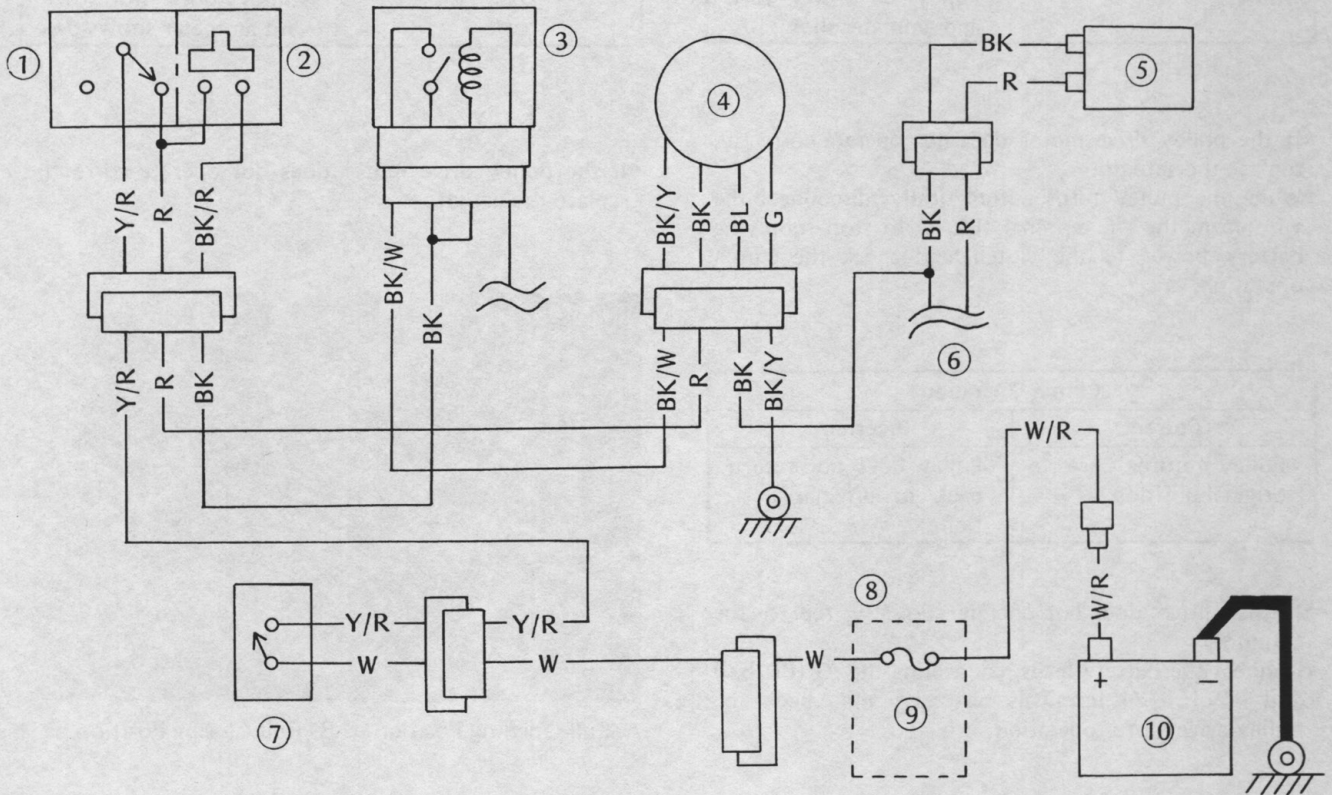 ① ② ③ ④ ⑤
BK
R
Y/R R BK/R
BK/W BK
BK/Y BK BL G
BK R
⑥
Y/R R BK
BK/W R BK BK/Y
W/R
W/R
⑦ ⑧ ⑨ ⑩
Y/R Y/R
W W W
+ −